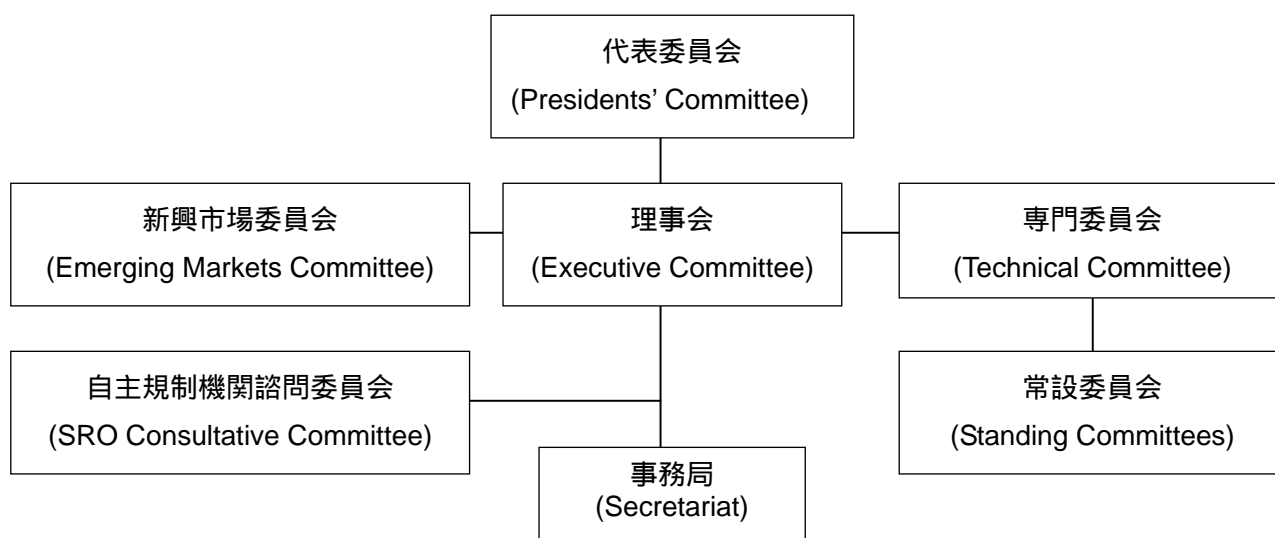 代表委員会
(Presidents’ Committee)
新興市場委員会
(Emerging Markets Committee)
理事会
(Executive Committee)
専門委員会
(Technical Committee)
自主規制機関諮問委員会
(SRO Consultative Committee)
常設委員会
(Standing Committees)
事務局
(Secretariat)